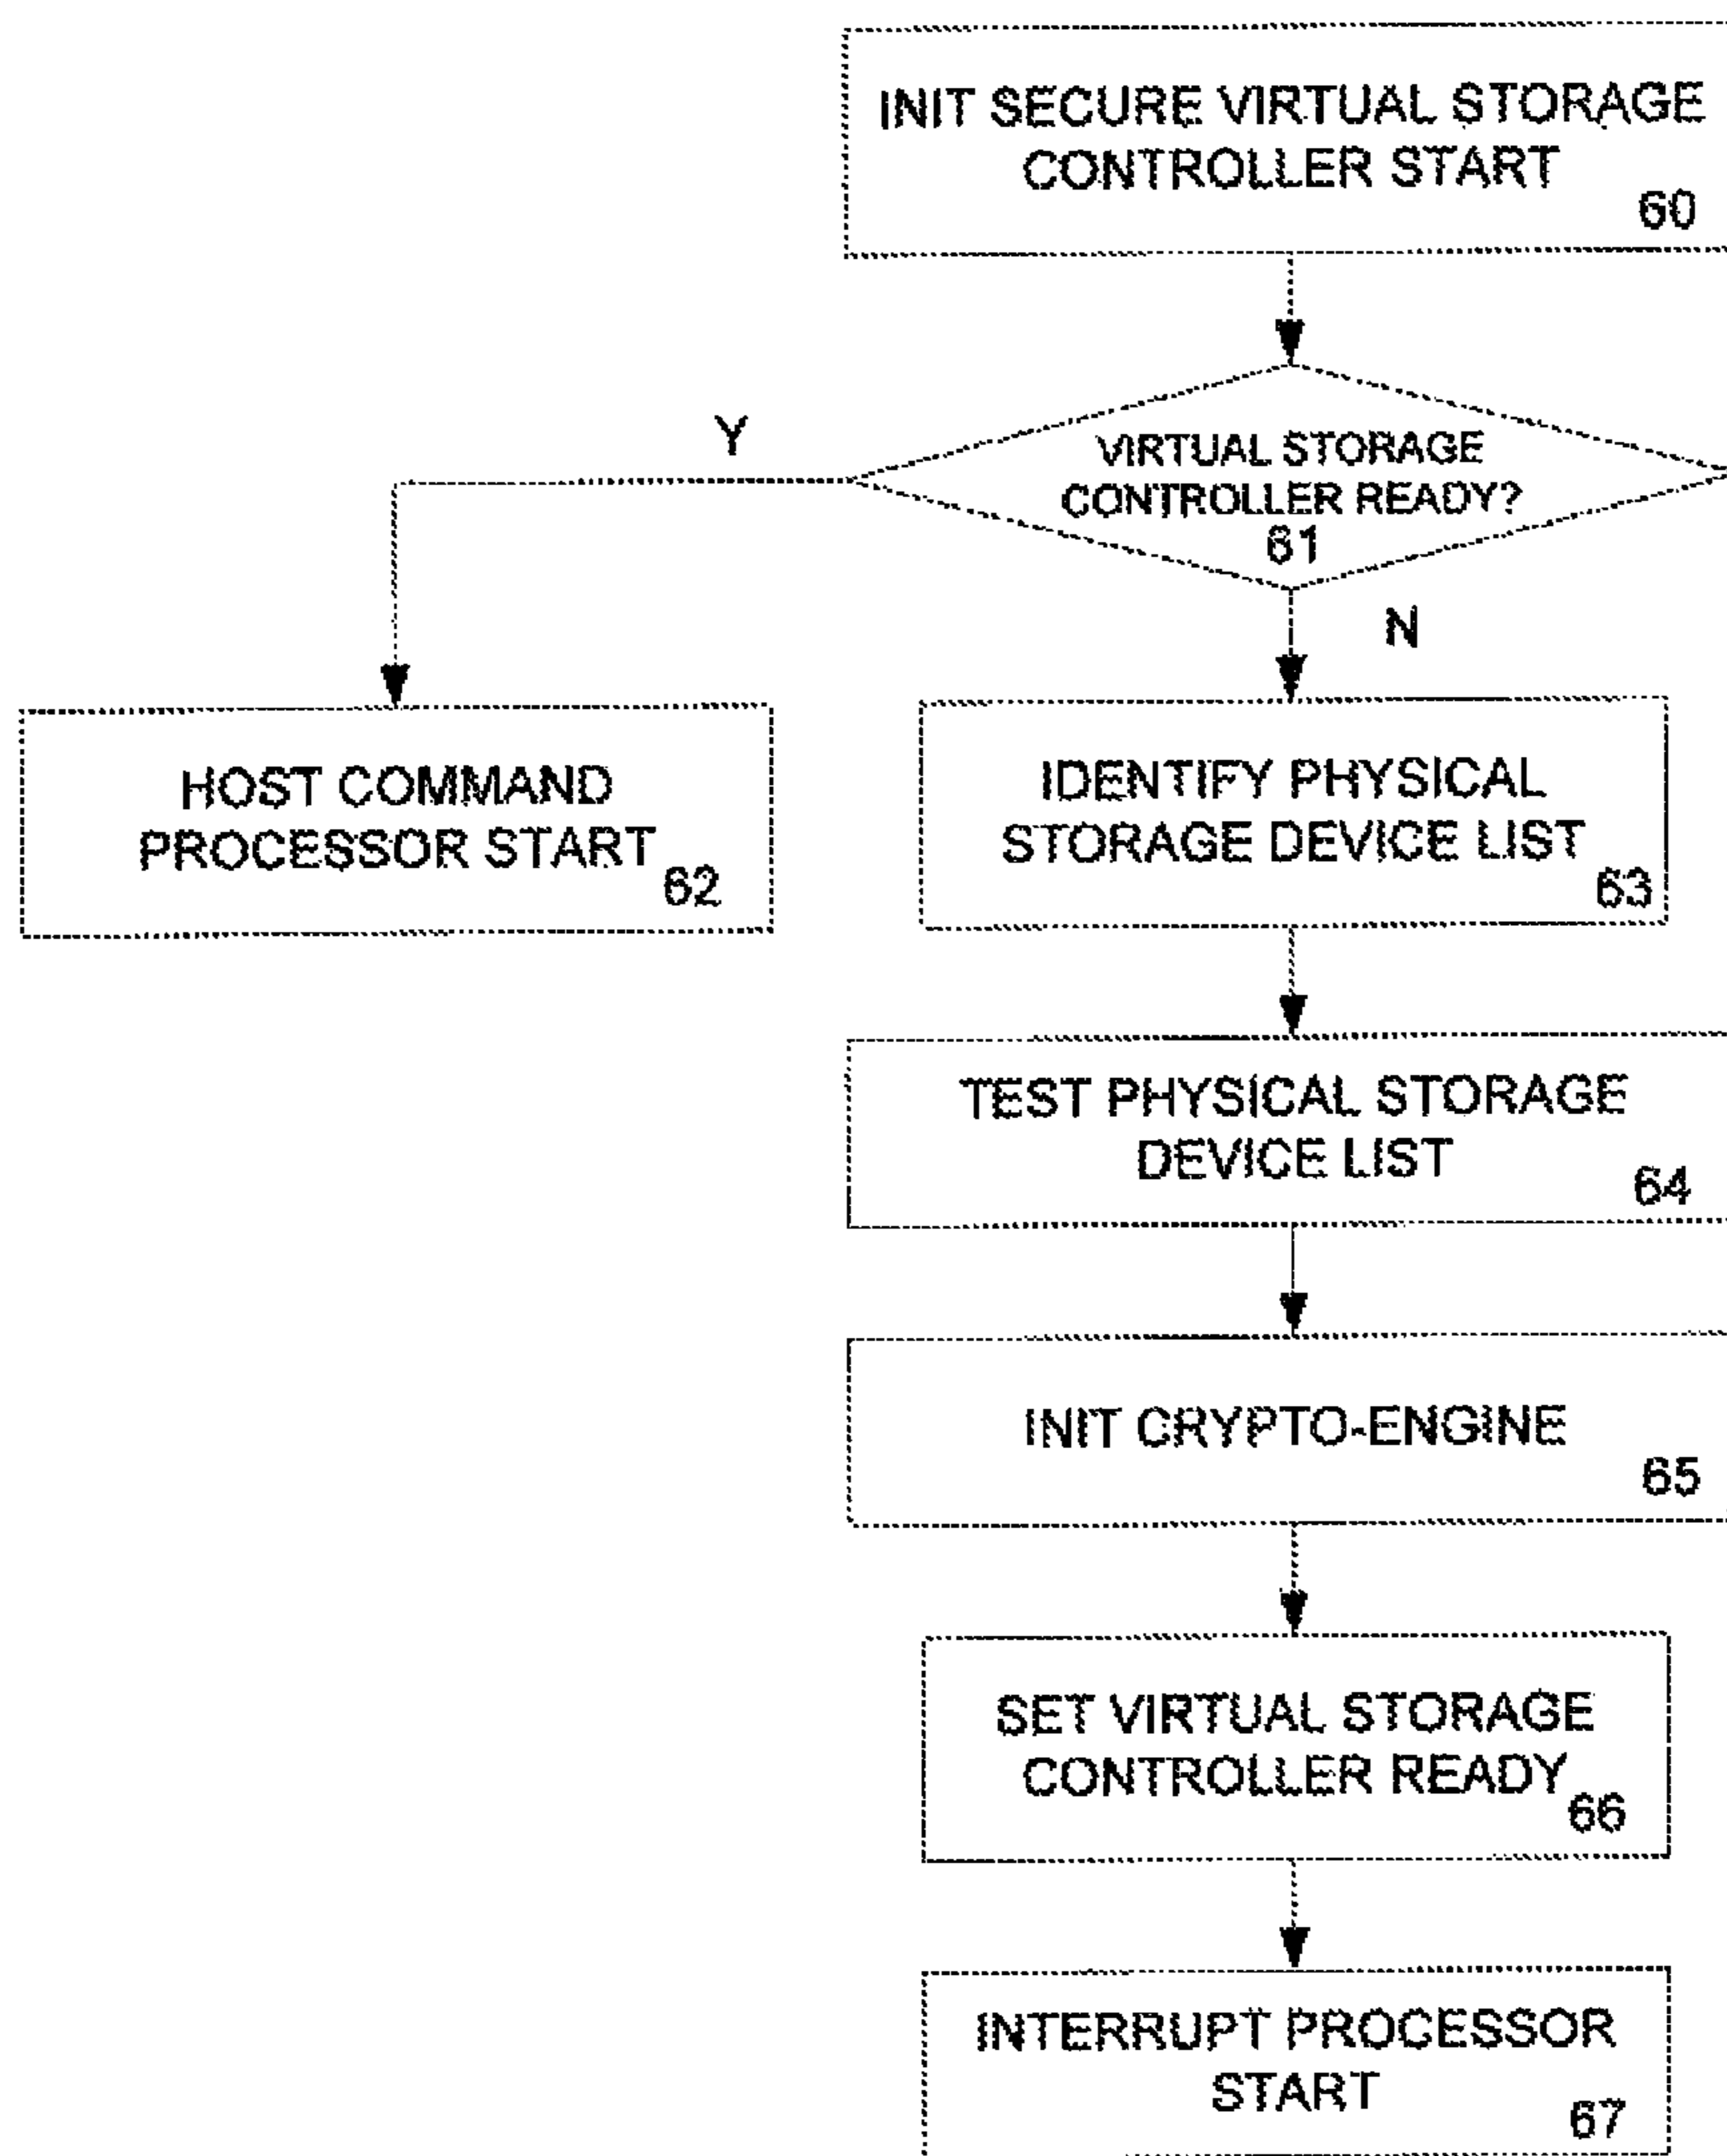 INIT SECURE VIRTUAL STORAGE
CONTROLLER START
60
Y
VIRTUAL STORAGE
CONTROLLER READY?
61
N
HOST COMMAND
PROCESSOR START
62
IDENTIFY PHYSICAL
STORAGE DEVICE LIST
63
TEST PHYSICAL STORAGE
DEVICE LIST
64
INIT CRYPTO-ENGINE
65
SET VIRTUAL STORAGE
CONTROLLER READY
66
INTERRUPT PROCESSOR
START
67